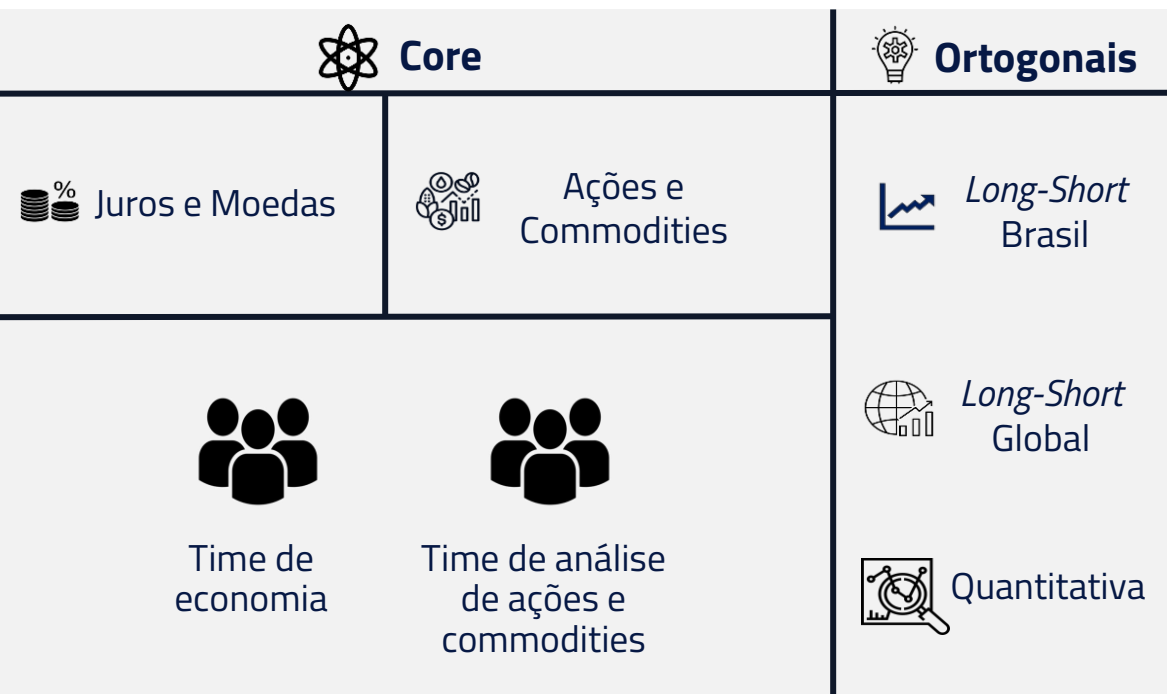 Core
Ortogonais
% Juros e Moedas
Ações e
Commodities
Long-Short
Brasil
Long-Short
Global
Quantitativa
Time de
economia
Time de análise
de ações e
commodities